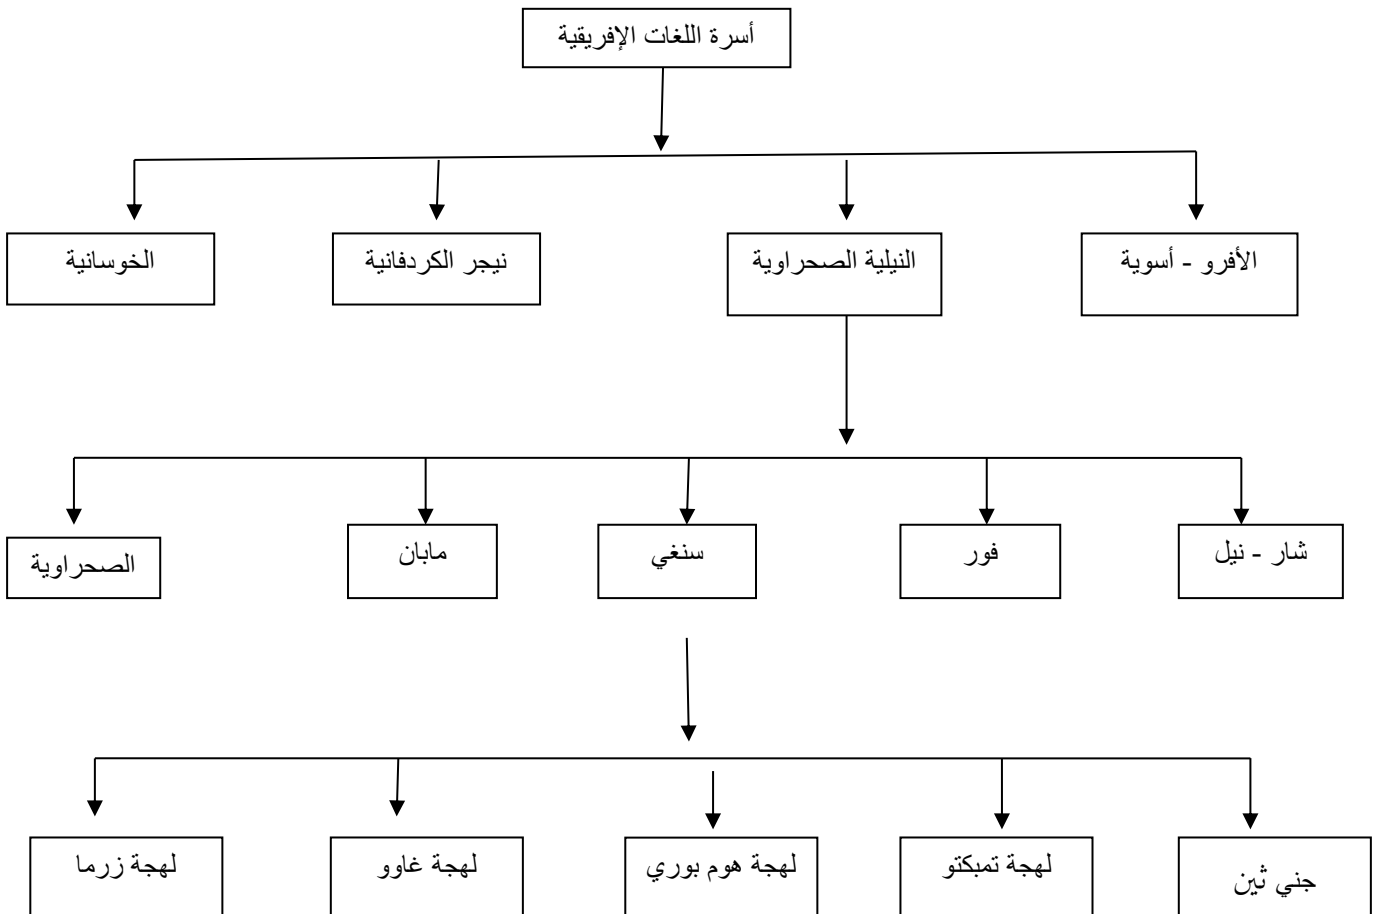 أسرة اللغات الإفريقية
الأفرو - أسوية
النيلية الصحراوية
نيجر الكردفانية
الخوسانية
شار - نيل
فور
سنغي
مابان
الصحراوية
جني ثين
لهجة تمبكتو
لهجة هوم بوري
لهجة غاوو
لهجة زرما